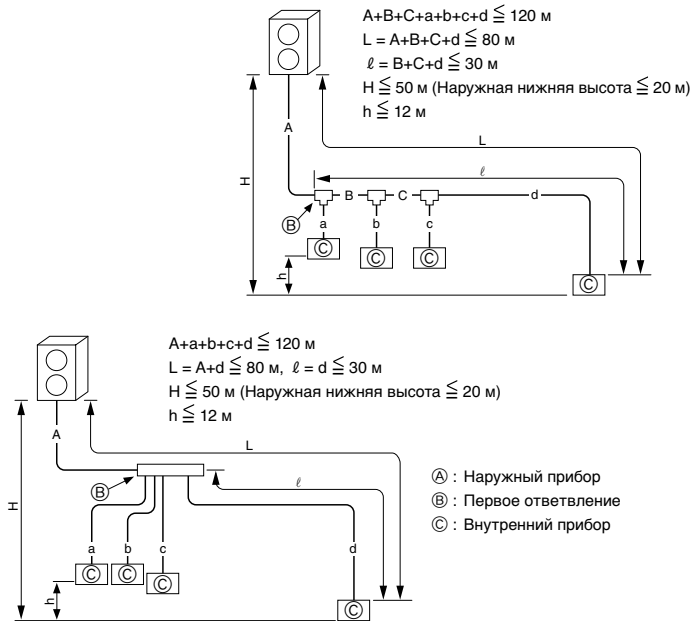 A+B+C+a+b+c+d ≦ 120 м
L = A+B+C+d ≦ 80 м
ℓ = B+C+d ≦ 30 м
H ≦ 50 м (Наружная нижняя высота ≦ 20 м)
h ≦ 12 м
A
L
H
ℓ
B
C
d
Ⓑ
a
b
c
Ⓒ
Ⓒ
Ⓒ
h
Ⓒ
A+a+b+c+d ≦ 120 м
L = A+d ≦ 80 м, ℓ = d ≦ 30 м
H ≦ 50 м (Наружная нижняя высота ≦ 20 м)
h ≦ 12 м
A
L
H
Ⓑ
ℓ
a
b
c
d
Ⓒ
Ⓒ
Ⓒ
h
Ⓒ
Ⓐ : Наружный прибор
Ⓑ : Первое ответвление
Ⓒ : Внутренний прибор